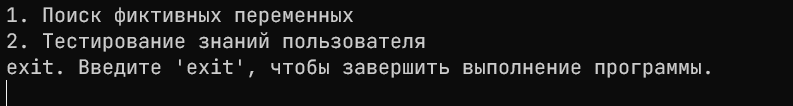 1. Поиск фиктивных переменных
2. Тестирование знаний пользователя
exit. Введите 'exit', чтобы завершить выполнение программы.